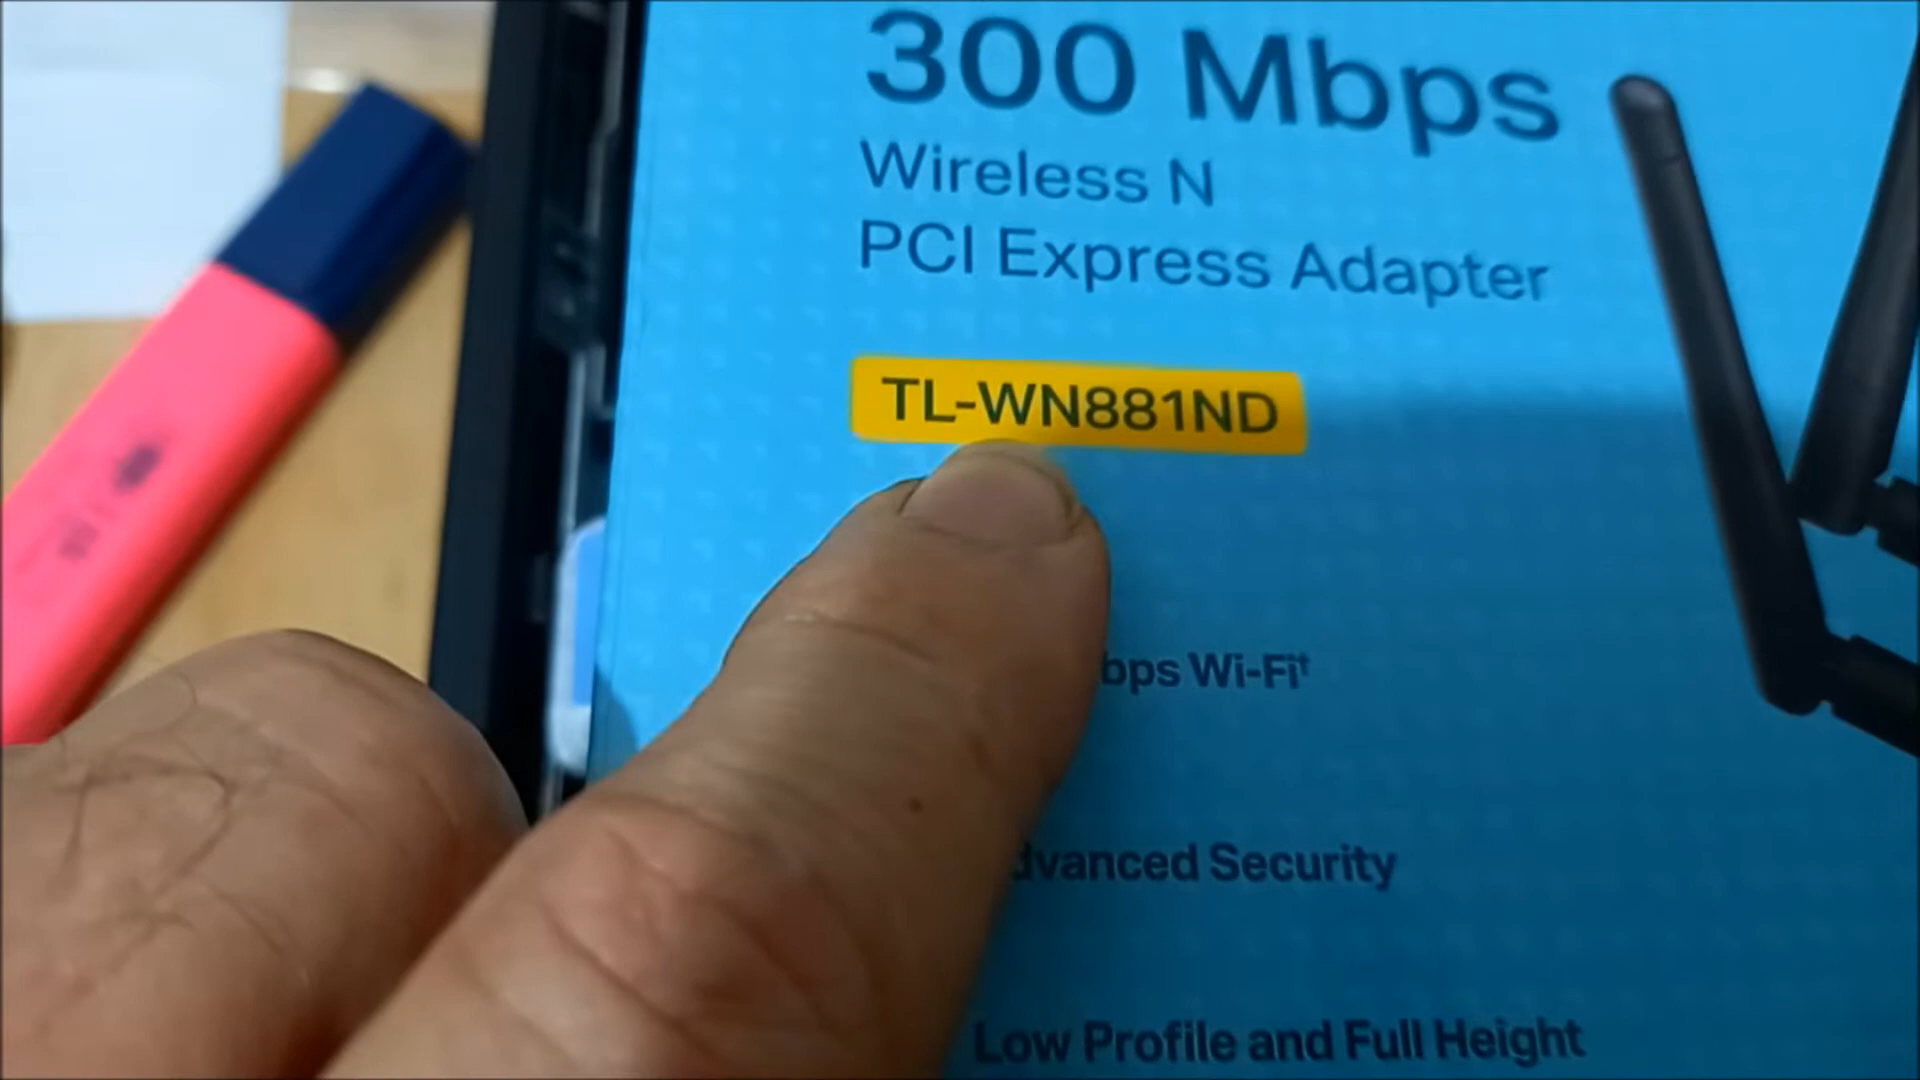 300 Mbps
Wireless N
PCI Express Adapter
TL-WN881ND
bps Wi-Fi†
dvanced Security
Low Profile and Full Height